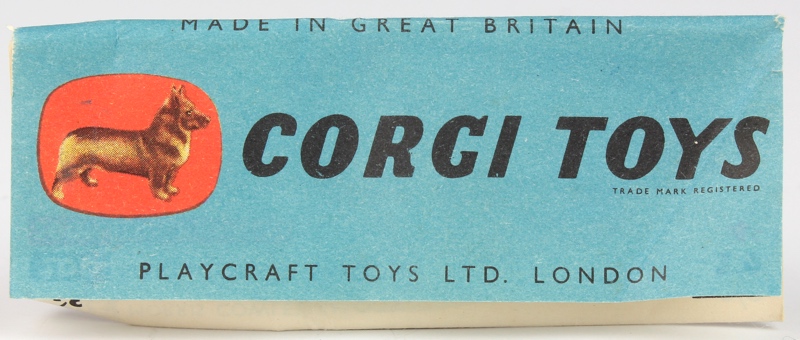 MADE IN GREAT BRITAIN
CORGI TOYS
TRADE MARK REGISTERED
PLAYCRAFT TOYS LTD. LONDON